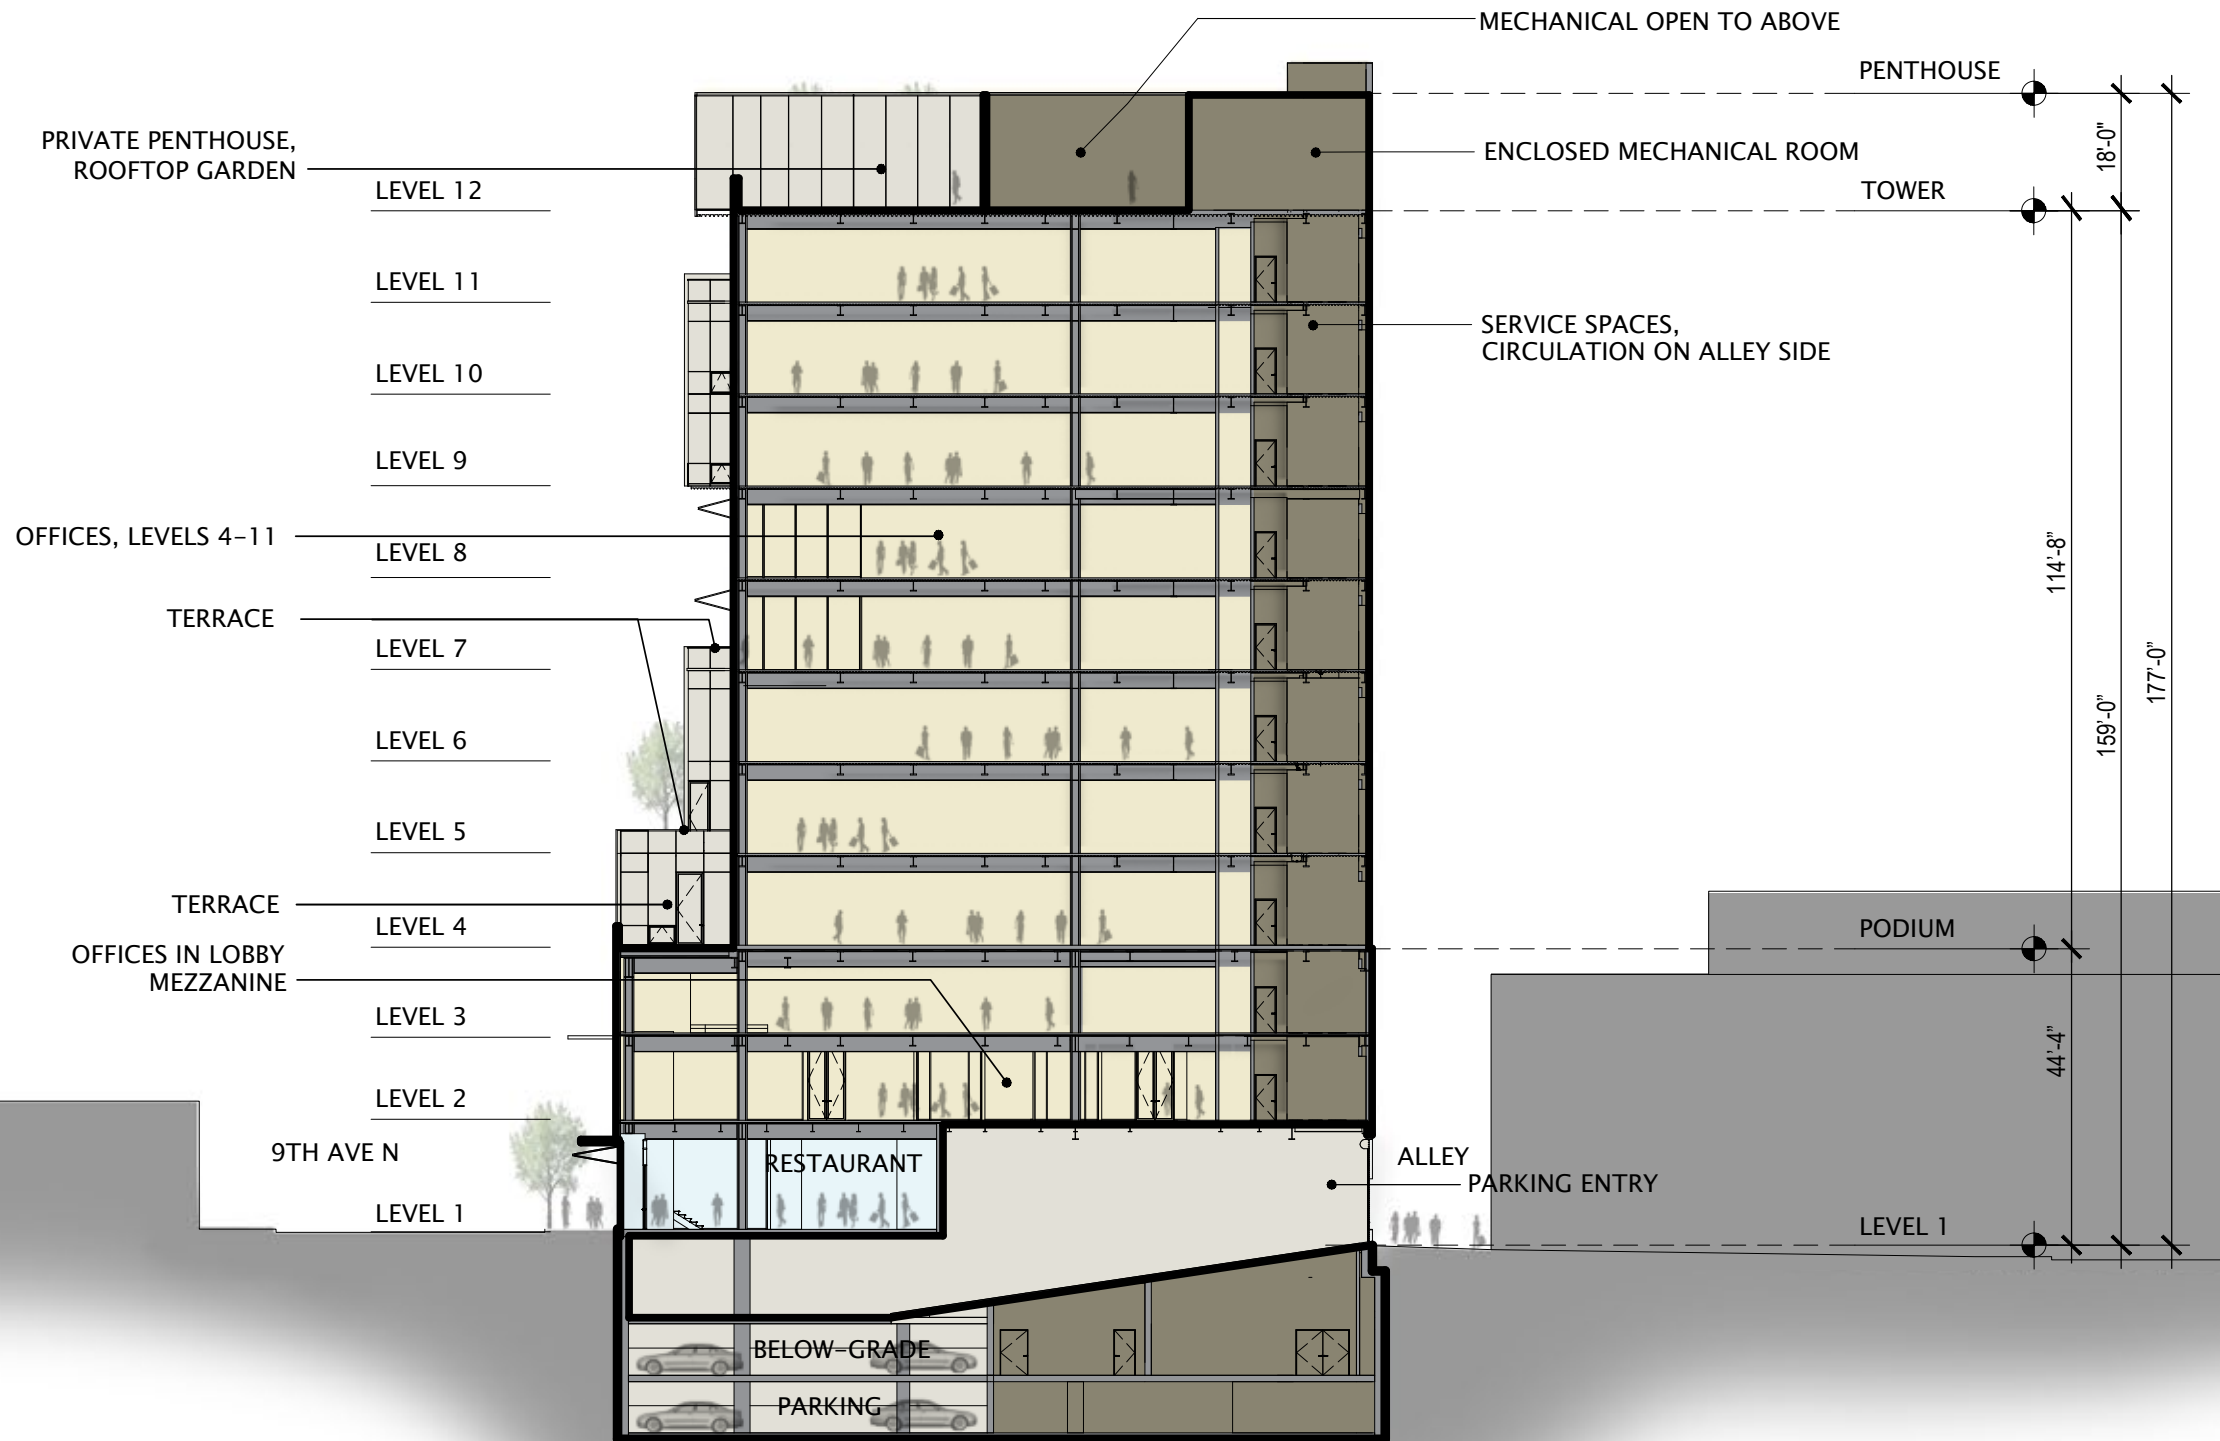 MECHANICAL OPEN TO ABOVE
PENTHOUSE
PRIVATE PENTHOUSE,
ROOFTOP GARDEN
ENCLOSED MECHANICAL ROOM
18'-0"
LEVEL 12
TOWER
LEVEL 11
SERVICE SPACES,
CIRCULATION ON ALLEY SIDE
LEVEL 10
LEVEL 9
OFFICES, LEVELS 4-11
LEVEL 8
114'-8"
TERRACE
LEVEL 7
177'-0"
159'-0"
LEVEL 6
LEVEL 5
TERRACE
LEVEL 4
PODIUM
OFFICES IN LOBBY
MEZZANINE
LEVEL 3
44'-4"
LEVEL 2
9TH AVE N
RESTAURANT
ALLEY
PARKING ENTRY
LEVEL 1
LEVEL 1
BELOW-GRADE
PARKING